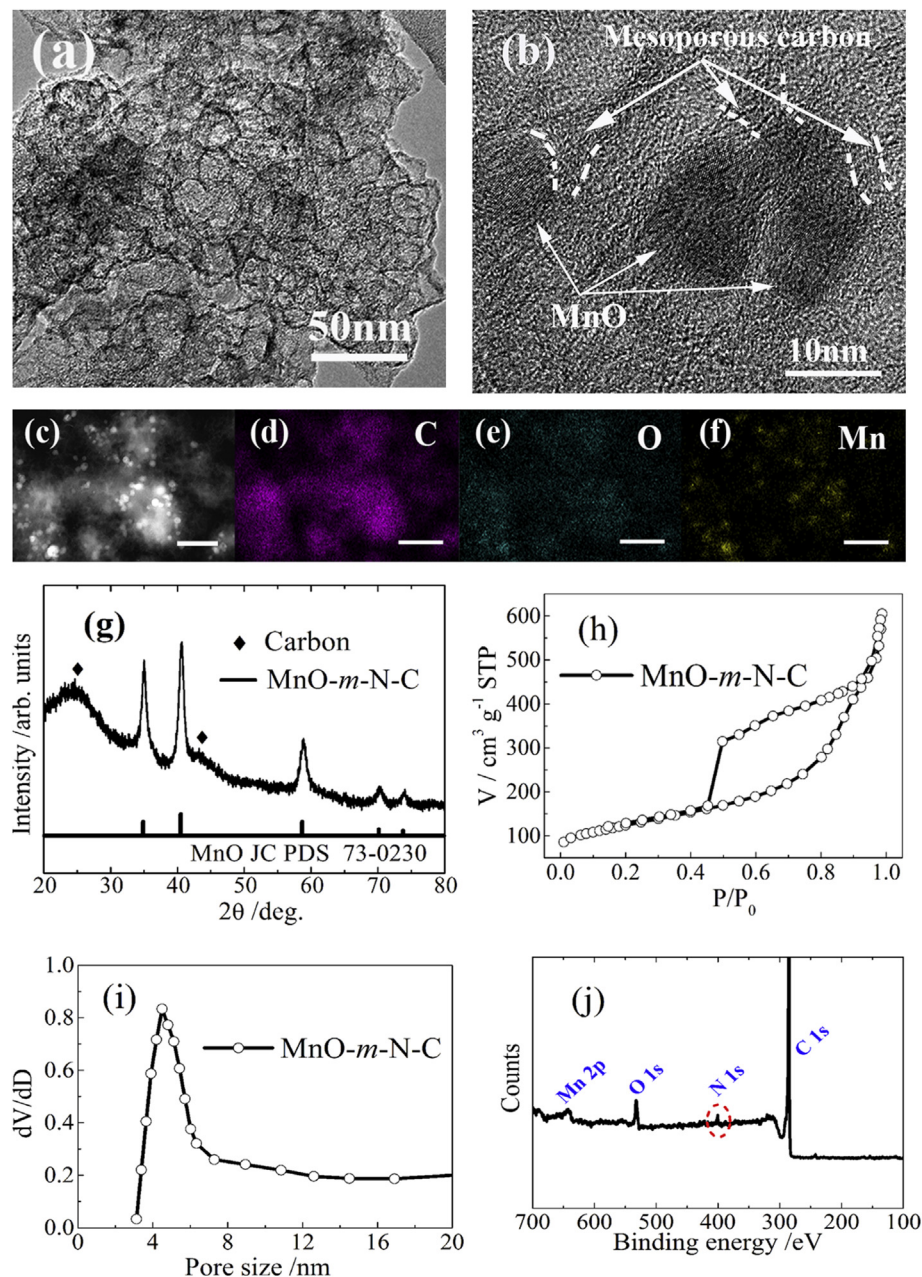 (a)
50nm
(b)
Mesoporous carbon
MnO
10nm
(c)
(d) C
(e) O
(f) Mn
(g)
◆ Carbon
MnO-m-N-C
MnO JC PDS 73-0230
Intensity /arb. units
20 30 40 50 60 70 80
2θ /deg.
(h)
MnO-m-N-C
V / cm³ g⁻¹ STP
600
500
400
300
200
100
0.0 0.2 0.4 0.6 0.8 1.0
P/P₀
(i)
MnO-m-N-C
dV/dD
1.0
0.8
0.6
0.4
0.2
0.0
0 4 8 12 16 20
Pore size /nm
(j)
Counts
Mn 2p
O 1s
N 1s
C 1s
700 600 500 400 300 200 100
Binding energy /eV